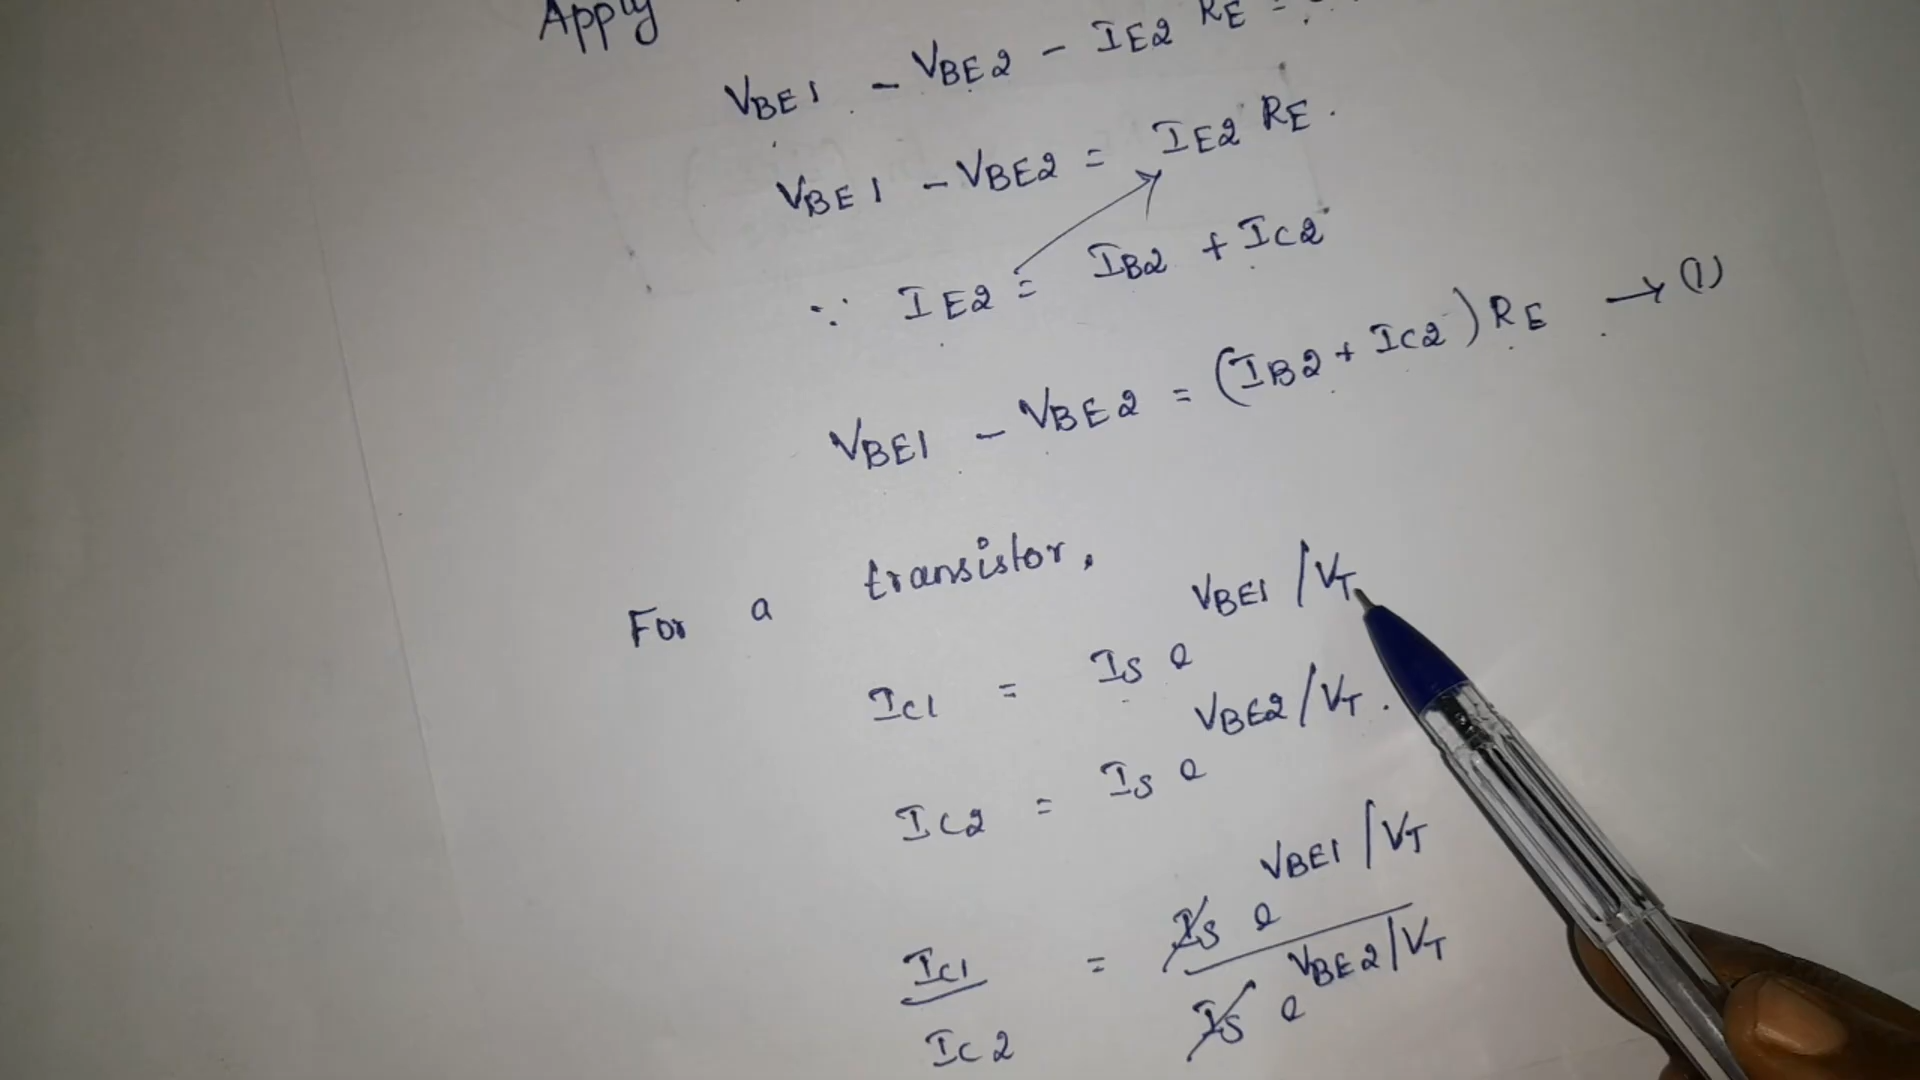 Apply
VBE1 - VBE2 - IE2 RE =
VBE1 - VBE2 = IE2 RE.
∵ IE2 = IB2 + IC2
VBE1 - VBE2 = (IB2 + IC2) RE → (1)
For a transistor,
IC1 = IS e^VBE1/VT
IC2 = IS e^VBE2/VT.
IC1/IC2 = IS e^VBE1/VT / IS e^VBE2/VT